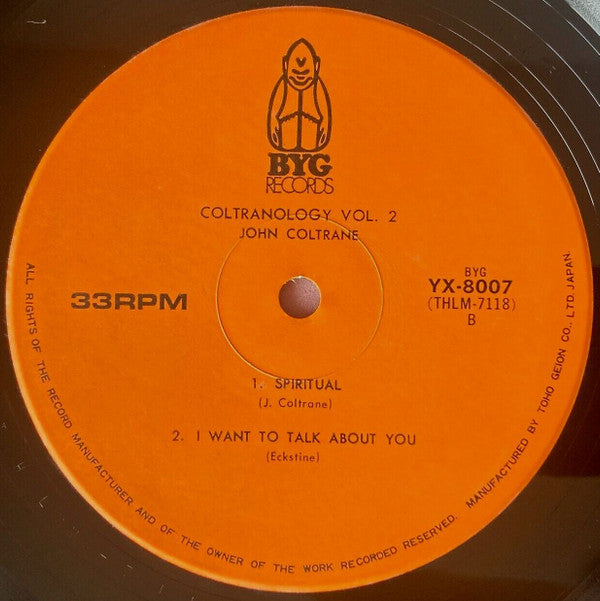 BYG
RECORDS
COLTRANOLOGY VOL. 2
JOHN COLTRANE
33RPM
BYG
YX-8007
(THLM-7118)
B
1. SPIRITUAL
(J. Coltrane)
2. I WANT TO TALK ABOUT YOU
(Eckstine)
ALL RIGHTS OF THE RECORD MANUFACTURER AND OF THE OWNER OF THE WORK RECORDED RESERVED. MANUFACTURED BY TOHO GEION CO., LTD. JAPAN.